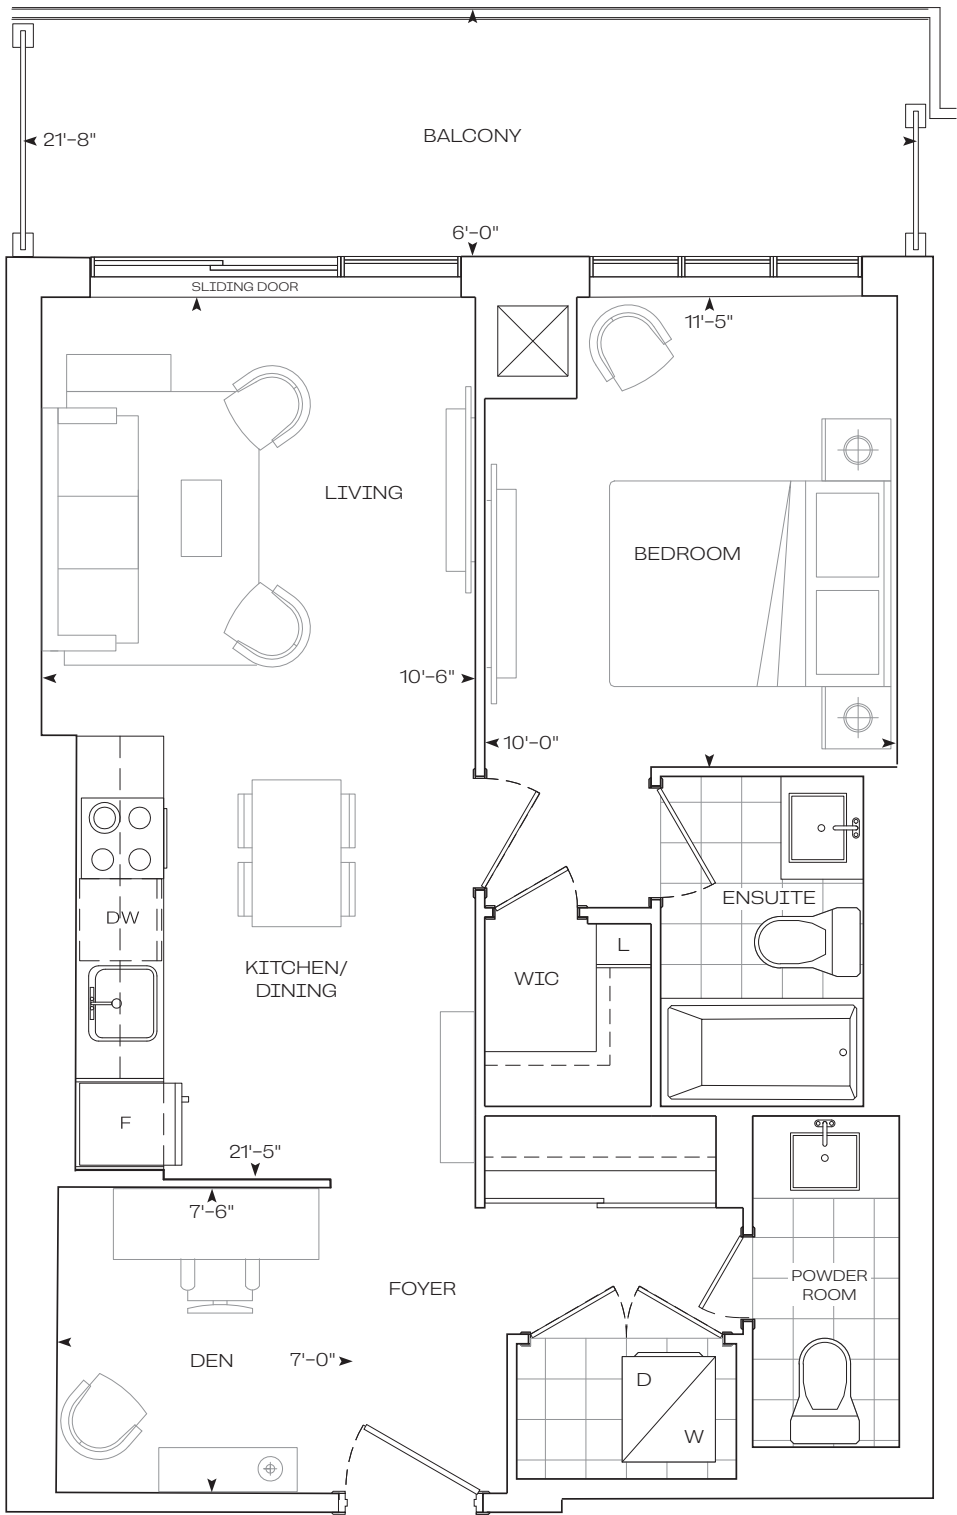 21'-8"
BALCONY
6'-0"
SLIDING DOOR
11'-5"
LIVING
BEDROOM
10'-6"
10'-0"
DW
ENSUITE
L
KITCHEN/
DINING
WIC
F
21'-5"
7'-6"
FOYER
POWDER
ROOM
DEN
7'-0"
D
W